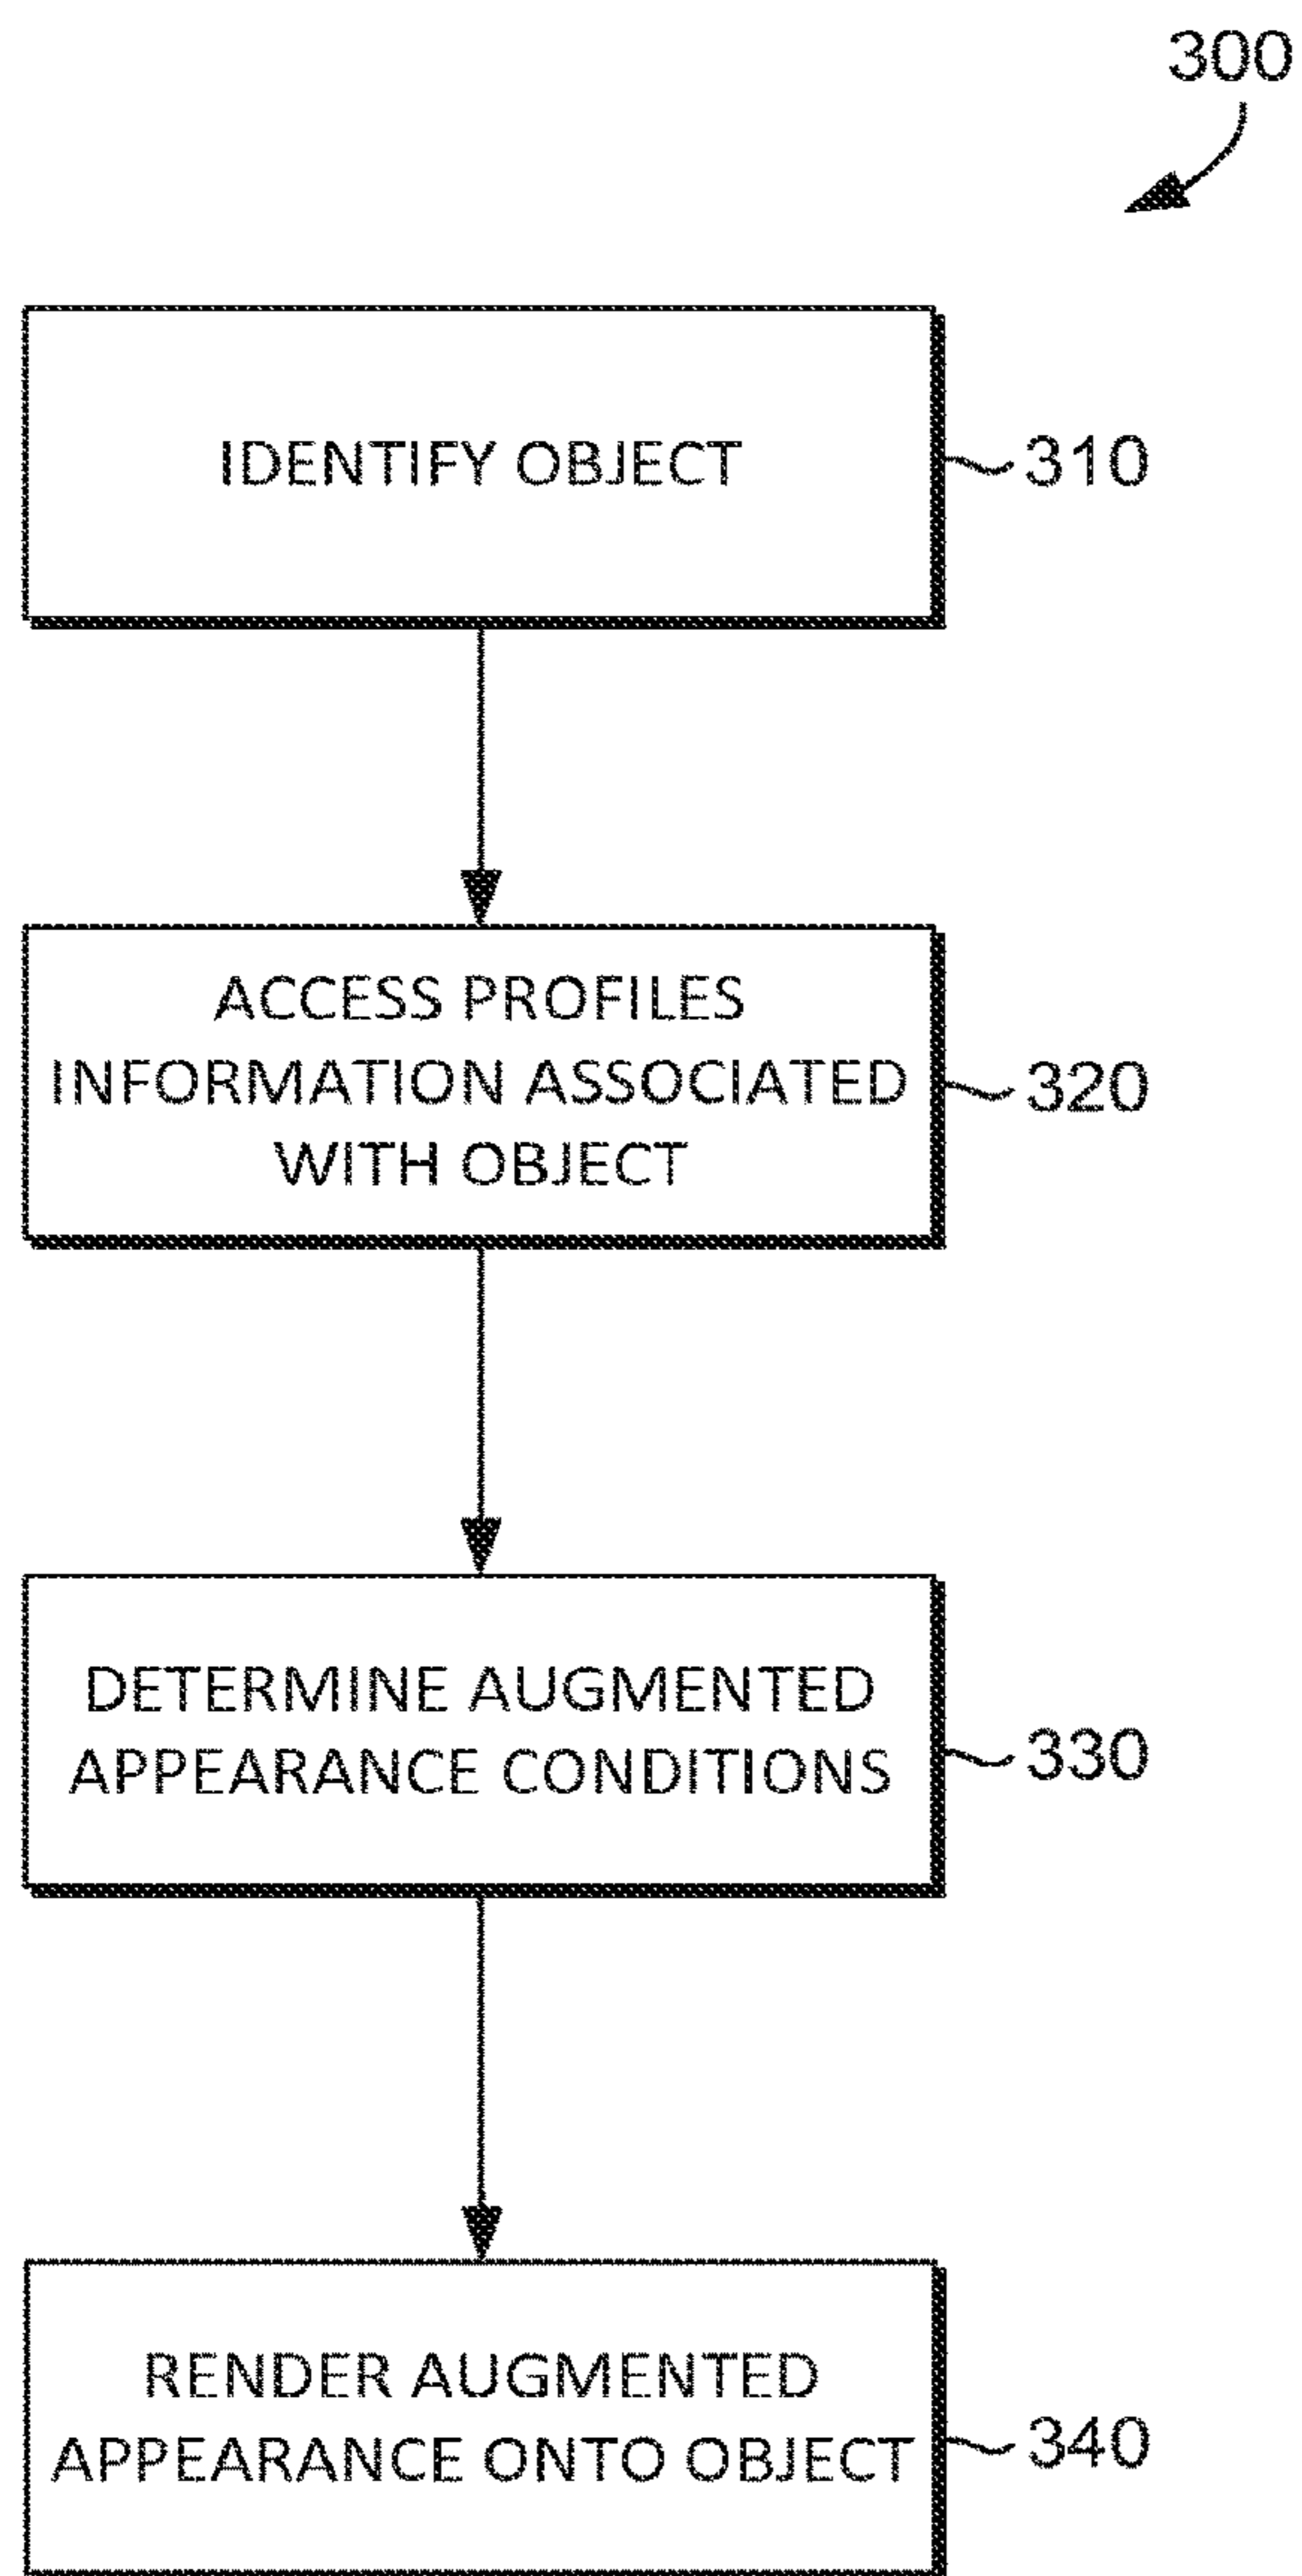 300
IDENTIFY OBJECT
310
ACCESS PROFILES
INFORMATION ASSOCIATED
WITH OBJECT
320
DETERMINE AUGMENTED
APPEARANCE CONDITIONS
330
RENDER AUGMENTED
APPEARANCE ONTO OBJECT
340